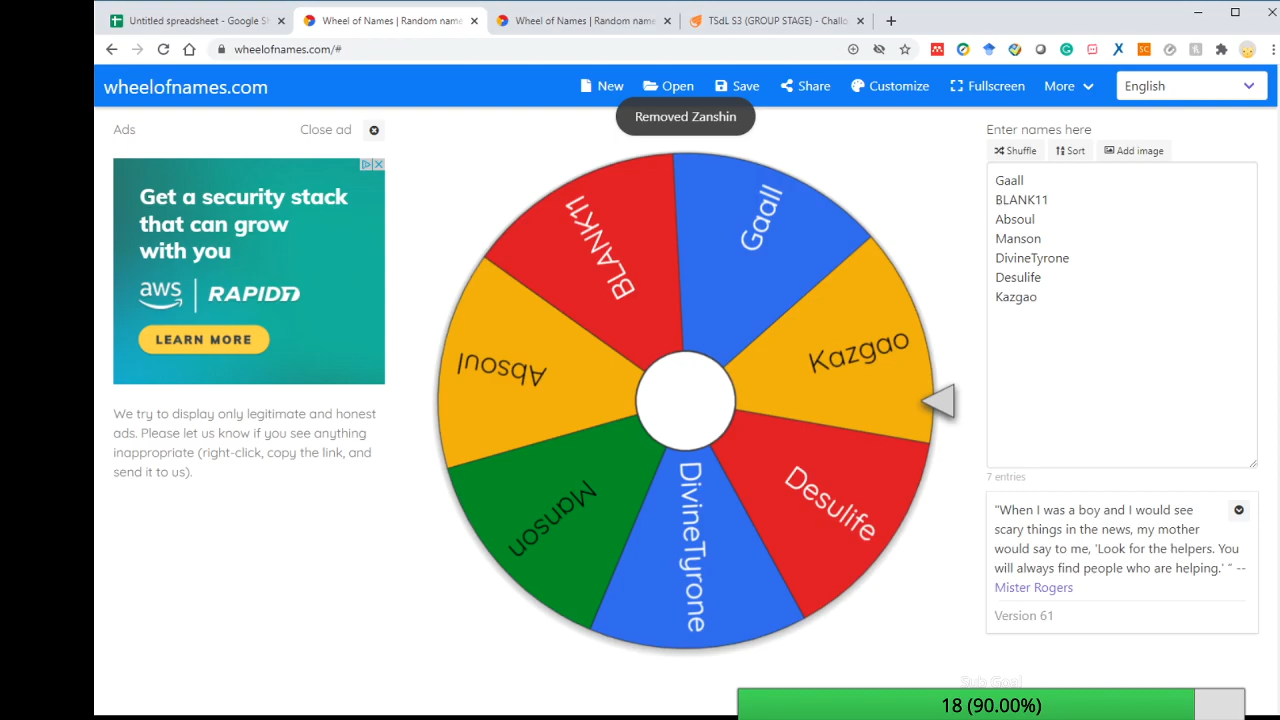 Untitled spreadsheet - Google Sh
Wheel of Names | Random name
Wheel of Names | Random name
TSdL S3 (GROUP STAGE) - Challo
wheelofnames.com/#
wheelofnames.com
New
Open
Save
Share
Customize
Fullscreen
More
English
Removed Zanshin
Ads
Close ad
Get a security stack
that can grow
with you
aws
RAPID7
LEARN MORE
We try to display only legitimate and honest
ads. Please let us know if you see anything
inappropriate (right-click, copy the link, and
send it to us).
BLANK11
Gaall
Kazgao
Desulife
DivineTyrone
Manson
Absoul
Enter names here
Shuffle
Sort
Add image
Gaall
BLANK11
Absoul
Manson
DivineTyrone
Desulife
Kazgao
7 entries
"When I was a boy and I would see
scary things in the news, my mother
would say to me, 'Look for the helpers. You
will always find people who are helping.' " --
Mister Rogers
Version 61
Sub Goal
18 (90.00%)